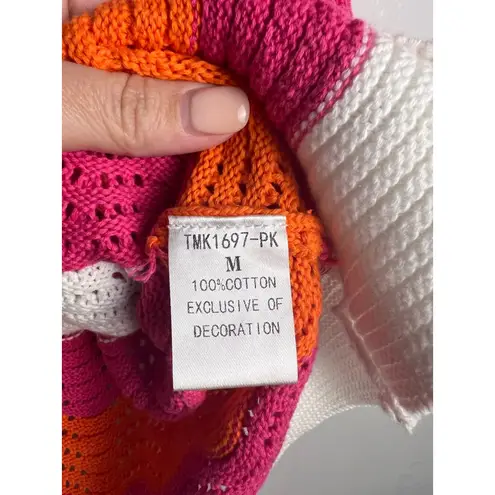 TMK1697-PK
M
100%COTTON
EXCLUSIVE OF
DECORATION